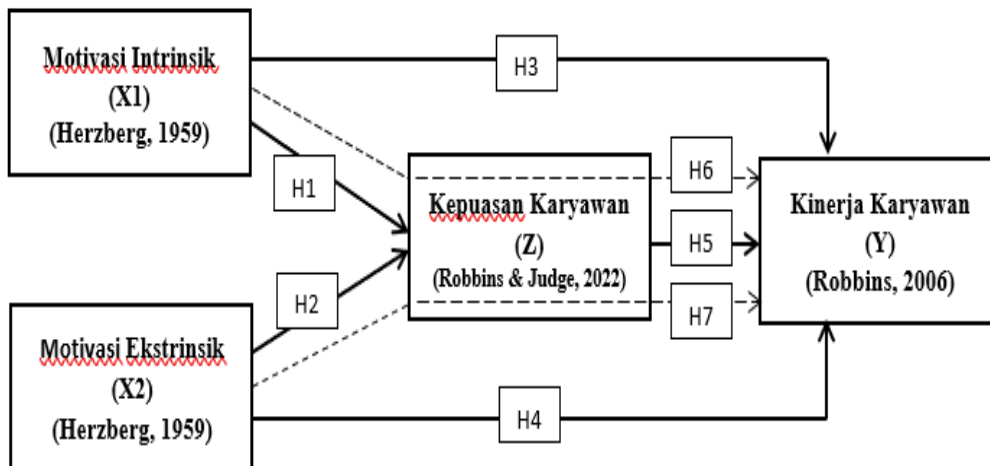 Motivasi Intrinsik
(X1)
(Herzberg, 1959)
H3
H1
H6
Kepuasan Karyawan
(Z)
(Robbins & Judge, 2022)
H5
Kinerja Karyawan
(Y)
(Robbins, 2006)
H2
H7
Motivasi Ekstrinsik
(X2)
(Herzberg, 1959)
H4